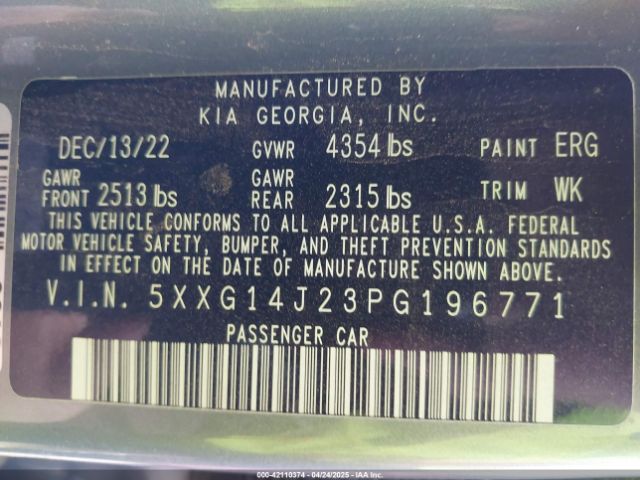 MANUFACTURED BY
KIA GEORGIA, INC.
DEC/13/22 GVWR 4354 lbs PAINT ERG
GAWR FRONT 2513 lbs GAWR REAR 2315 lbs TRIM WK
THIS VEHICLE CONFORMS TO ALL APPLICABLE U.S.A. FEDERAL
MOTOR VEHICLE SAFETY, BUMPER, AND THEFT PREVENTION STANDARDS
IN EFFECT ON THE DATE OF MANUFACTURE SHOWN ABOVE.
V.I.N. 5XXG14J23PG196771
PASSENGER CAR
000-42110374 - 04/24/2025 - IAA Inc.